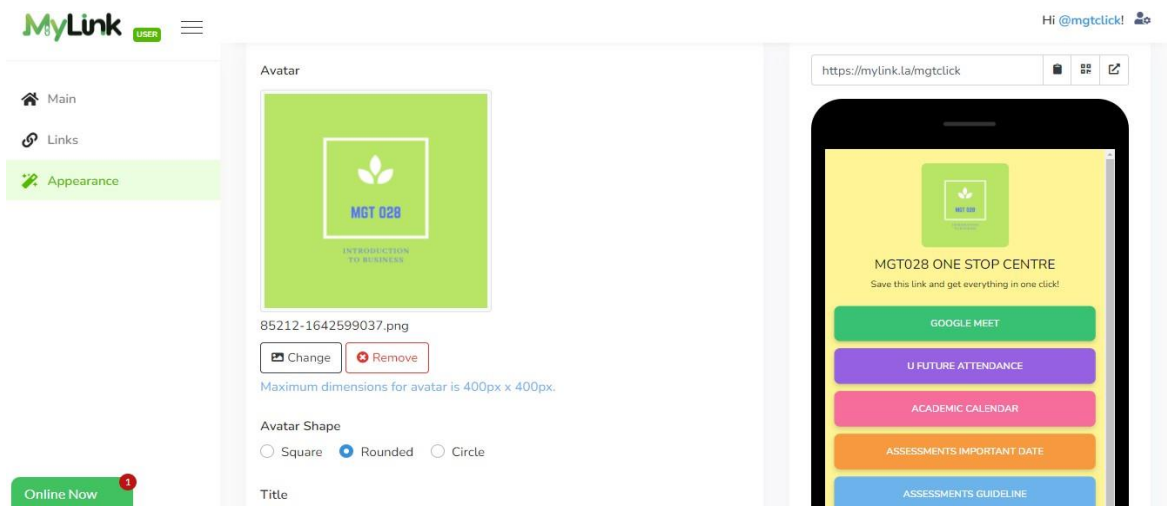 MyLink USER
Hi @mgtclick!
Main
Links
Appearance
Online Now
1
Avatar
MGT 028
INTRODUCTION
TO BUSINESS
85212-1642599037.png
Change
Remove
Maximum dimensions for avatar is 400px x 400px.
Avatar Shape
Square
Rounded
Circle
Title
https://mylink.la/mgtclick
MGT 028
MGT028 ONE STOP CENTRE
Save this link and get everything in one click!
GOOGLE MEET
U FUTURE ATTENDANCE
ACADEMIC CALENDAR
ASSESSMENTS IMPORTANT DATE
ASSESSMENTS GUIDELINE